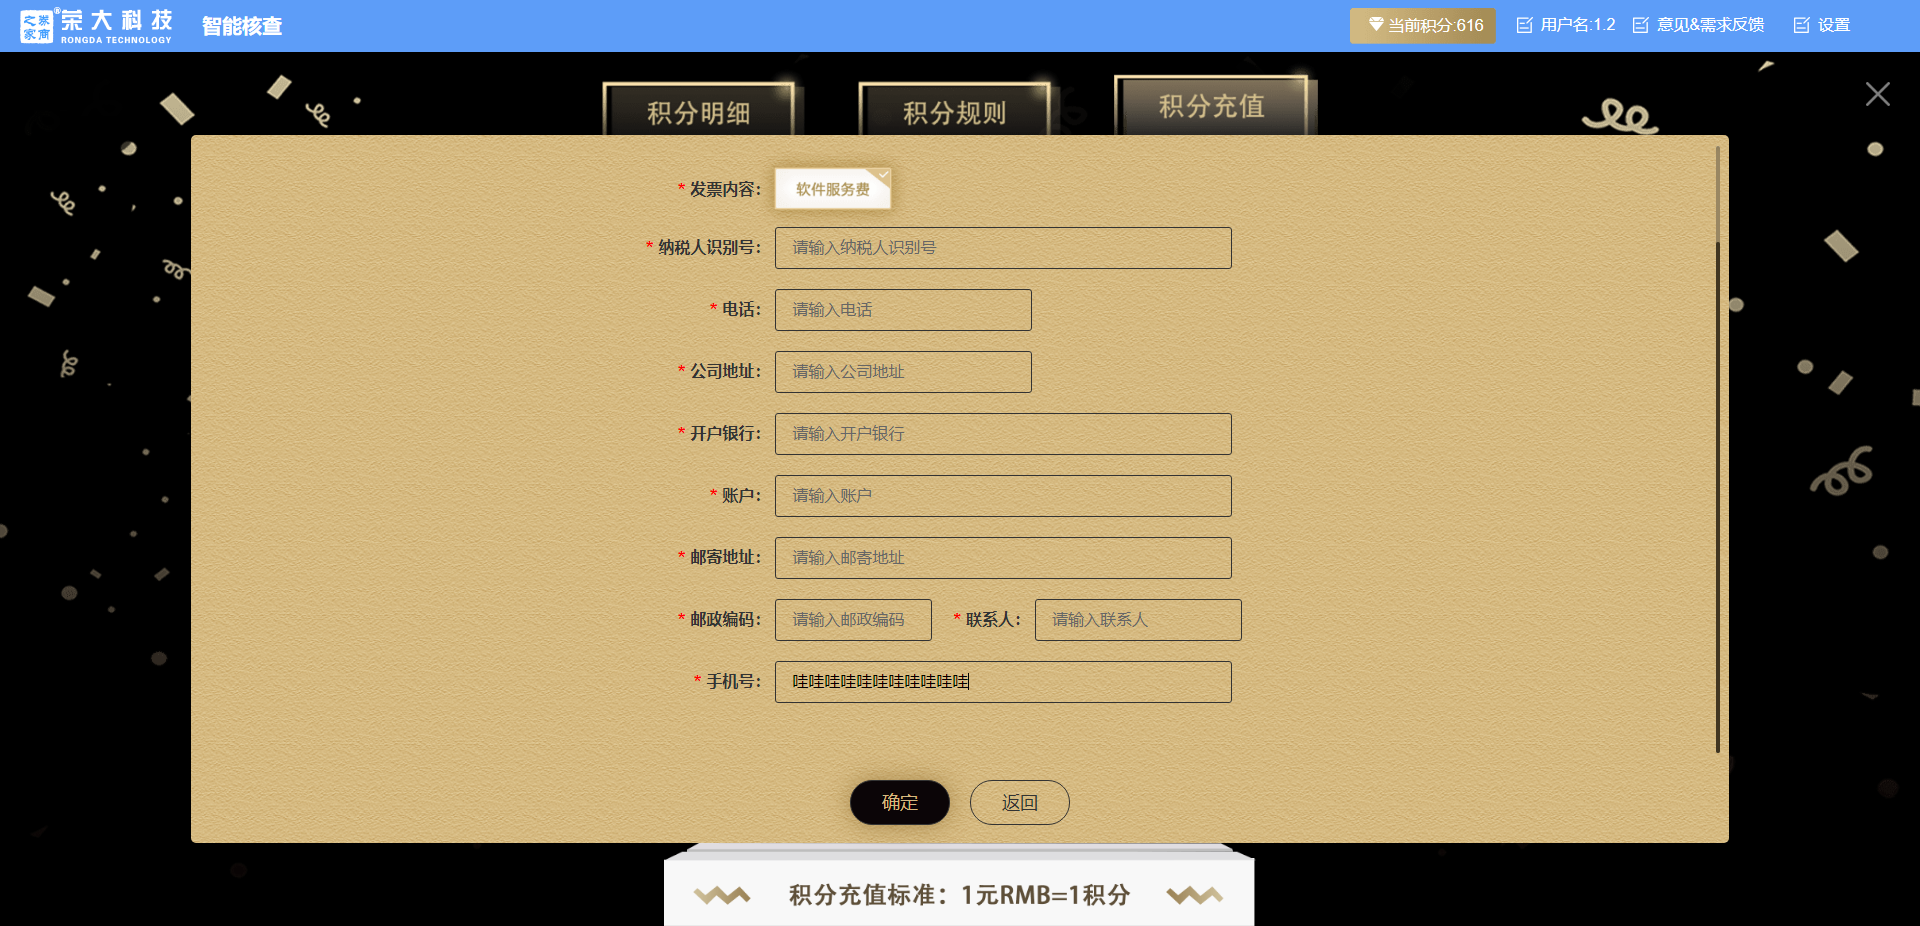 券商之家® 荣大科技
RONGDA TECHNOLOGY
智能核查
当前积分:616
用户名:1.2
意见&需求反馈
设置
积分明细
积分规则
积分充值
* 发票内容：
软件服务费
* 纳税人识别号：
请输入纳税人识别号
* 电话：
请输入电话
* 公司地址：
请输入公司地址
* 开户银行：
请输入开户银行
* 账户：
请输入账户
* 邮寄地址：
请输入邮寄地址
* 邮政编码：
请输入邮政编码
* 联系人：
请输入联系人
* 手机号：
哇哇哇哇哇哇哇哇哇哇哇
确定
返回
积分充值标准：1元RMB=1积分